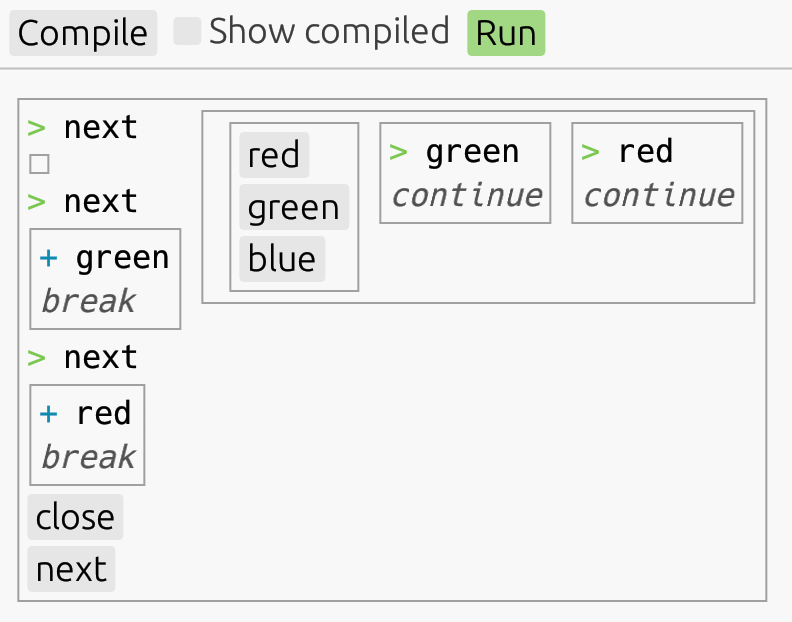 Compile Show compiled Run
> next
> next
+ green
break
> next
+ red
break
close
next
red
green
blue
> green
continue
> red
continue